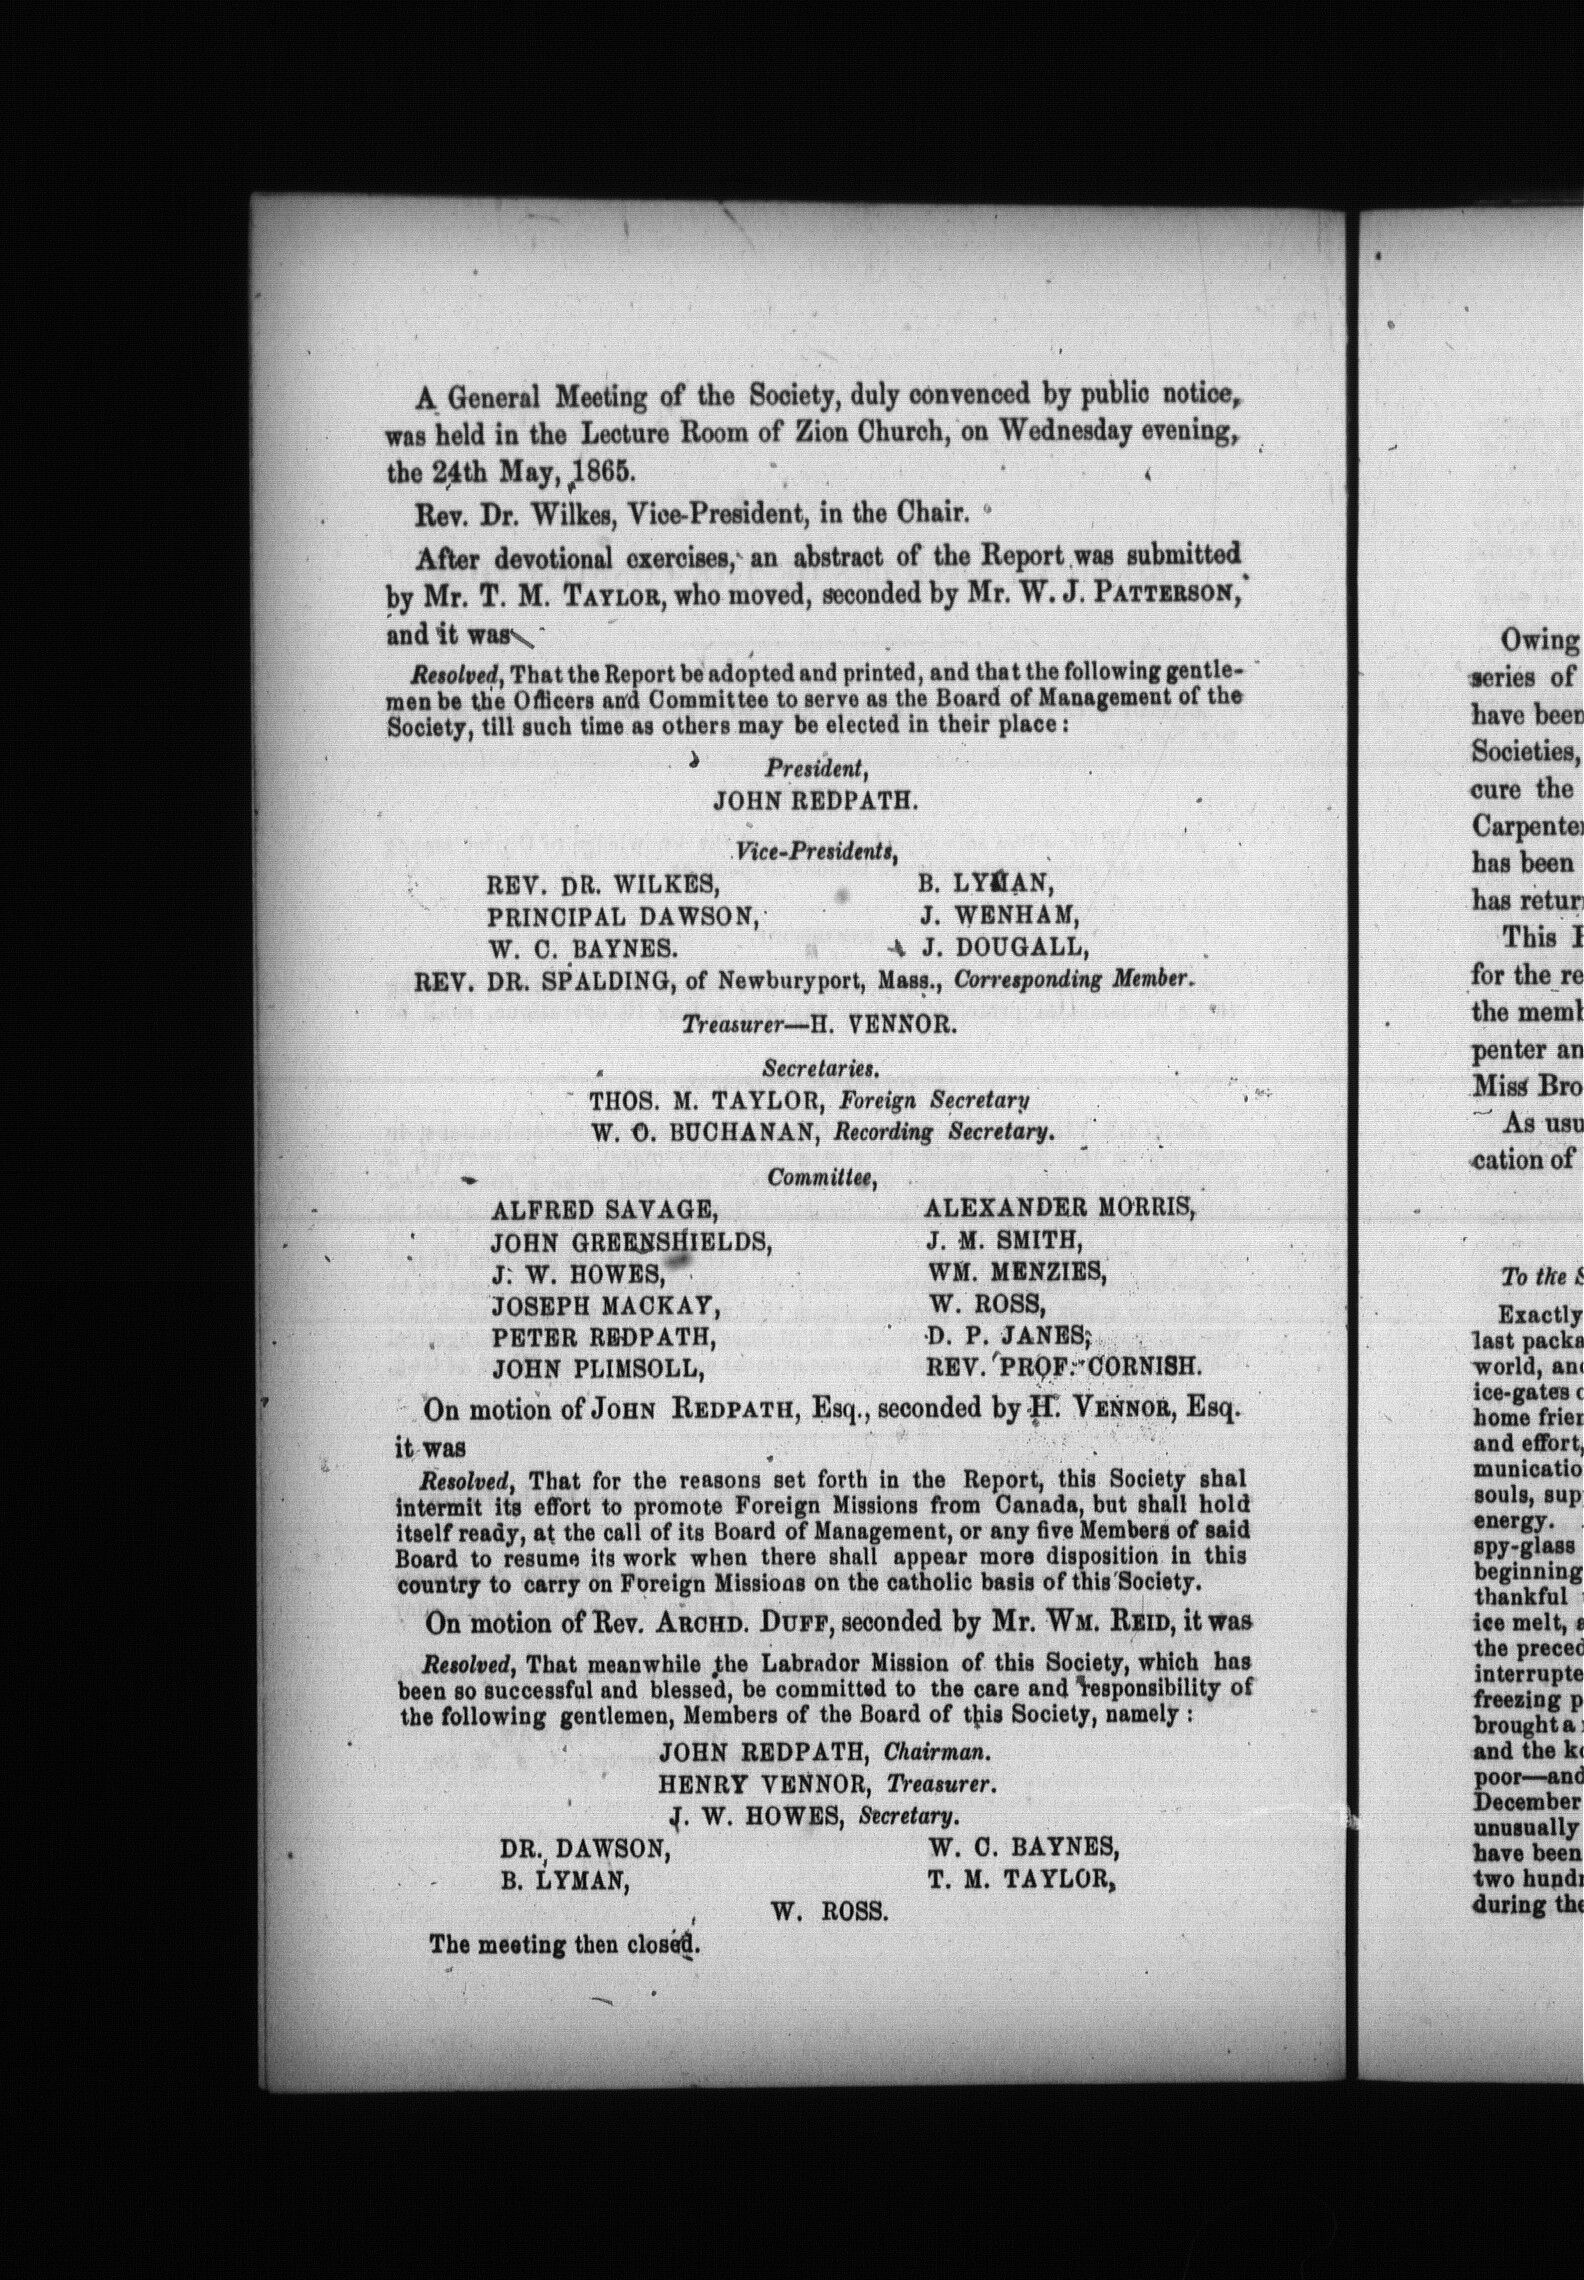 A General Meeting of the Society, duly convenced by public notice,
was held in the Lecture Room of Zion Church, on Wednesday evening,
the 24th May, 1865.
Rev. Dr. Wilkes, Vice-President, in the Chair.
After devotional exercises, an abstract of the Report was submitted
by Mr. T. M. TAYLOR, who moved, seconded by Mr. W. J. PATTERSON,
and it was
Resolved, That the Report be adopted and printed, and that the following gentle-
men be the Officers and Committee to serve as the Board of Management of the
Society, till such time as others may be elected in their place :
President,
JOHN REDPATH.
Vice-Presidents,
REV. DR. WILKES, B. LYMAN,
PRINCIPAL DAWSON, J. WENHAM,
W. C. BAYNES. J. DOUGALL,
REV. DR. SPALDING, of Newburyport, Mass., Corresponding Member.
Treasurer—H. VENNOR.
Secretaries.
THOS. M. TAYLOR, Foreign Secretary
W. O. BUCHANAN, Recording Secretary.
Committee,
ALFRED SAVAGE, ALEXANDER MORRIS,
JOHN GREENSHIELDS, J. M. SMITH,
J. W. HOWES, WM. MENZIES,
JOSEPH MACKAY, W. ROSS,
PETER REDPATH, D. P. JANES,
JOHN PLIMSOLL, REV. PROF. CORNISH.
On motion of JOHN REDPATH, Esq., seconded by H. VENNOR, Esq.
it was
Resolved, That for the reasons set forth in the Report, this Society shal
intermit its effort to promote Foreign Missions from Canada, but shall hold
itself ready, at the call of its Board of Management, or any five Members of said
Board to resume its work when there shall appear more disposition in this
country to carry on Foreign Missions on the catholic basis of this Society.
On motion of Rev. ARCHD. DUFF, seconded by Mr. WM. REID, it was
Resolved, That meanwhile the Labrador Mission of this Society, which has
been so successful and blessed, be committed to the care and responsibility of
the following gentlemen, Members of the Board of this Society, namely :
JOHN REDPATH, Chairman.
HENRY VENNOR, Treasurer.
J. W. HOWES, Secretary.
DR. DAWSON, W. C. BAYNES,
B. LYMAN, T. M. TAYLOR,
W. ROSS.
The meeting then closed.
Owing
series of
have been
Societies,
cure the
Carpenter
has been
has retur
This
for the re
the memb
penter an
Miss Bro
As usu
cation of
To the S
Exactly
last packa
world, and
ice-gates o
home frien
and effort,
municatio
souls, sup
energy.
spy-glass
beginning
thankful
ice melt, a
the preced
interrupte
freezing p
brought a
and the ko
poor—and
December
unusually
have been
two hundr
during the